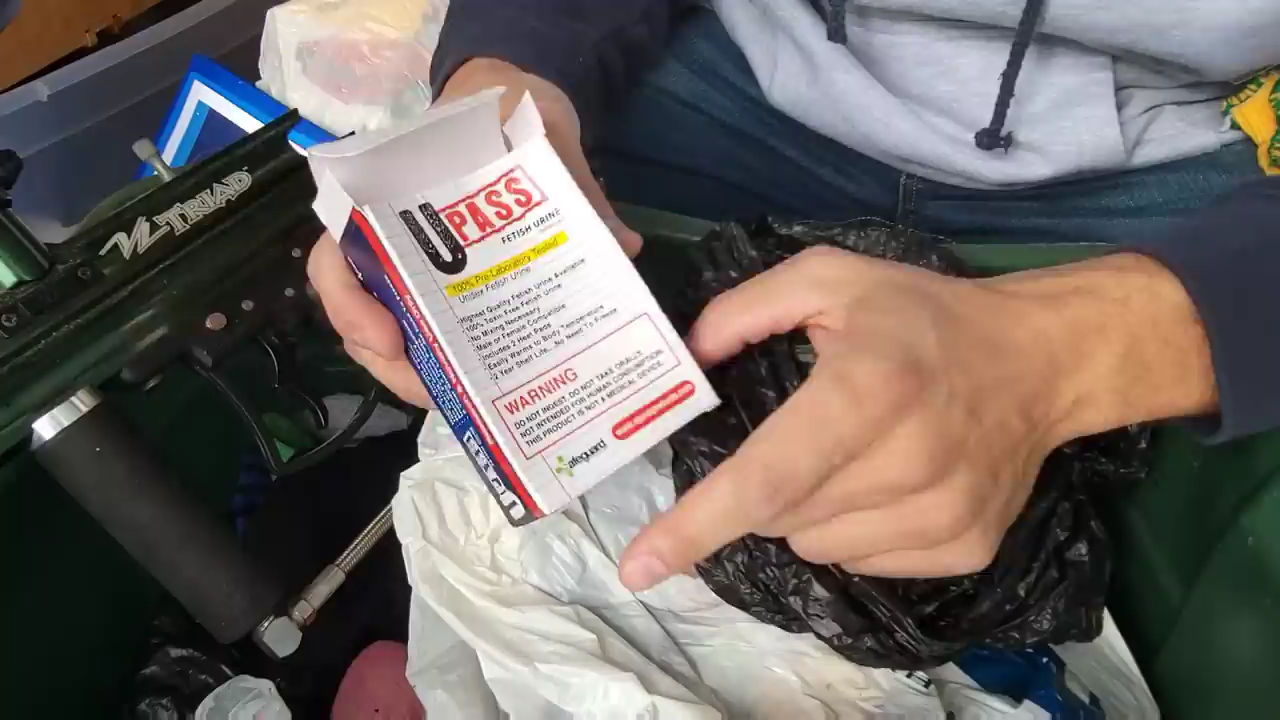 VL TRIAD
UPASS
FETISH URINE
100% Pre-Laboratory Tested
Unisex Fetish Urine
-Highest Quality Fetish Urine Available
-100% Toxin Free Fetish Urine
-No Mixing Necessary
-Male or Female Compatible
-Includes 2 Heat Pads
-Easily Warms to Body Temperature
-2 Year Shelf Life... No Need To Freeze
WARNING
DO NOT INGEST. DO NOT TAKE ORALLY.
NOT INTENDED FOR HUMAN CONSUMPTION.
THIS PRODUCT IS NOT A MEDICAL DEVICE.
safeguard